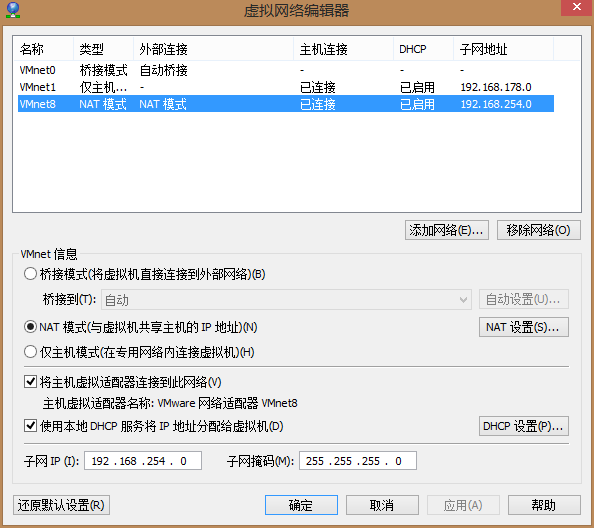 虚拟网络编辑器
名称 类型 外部连接 主机连接 DHCP 子网地址
VMnet0 桥接模式 自动桥接 - - -
VMnet1 仅主机... - 已连接 已启用 192.168.178.0
VMnet8 NAT 模式 NAT 模式 已连接 已启用 192.168.254.0
添加网络(E)... 移除网络(O)
VMnet 信息
桥接模式(将虚拟机直接连接到外部网络)(B)
桥接到(T): 自动 自动设置(U)...
NAT 模式(与虚拟机共享主机的 IP 地址)(N) NAT 设置(S)...
仅主机模式(在专用网络内连接虚拟机)(H)
将主机虚拟适配器连接到此网络(V)
主机虚拟适配器名称: VMware 网络适配器 VMnet8
使用本地 DHCP 服务将 IP 地址分配给虚拟机(D) DHCP 设置(P)...
子网 IP (I): 192 .168 .254 . 0 子网掩码(M): 255 .255 .255 . 0
还原默认设置(R) 确定 取消 应用(A) 帮助